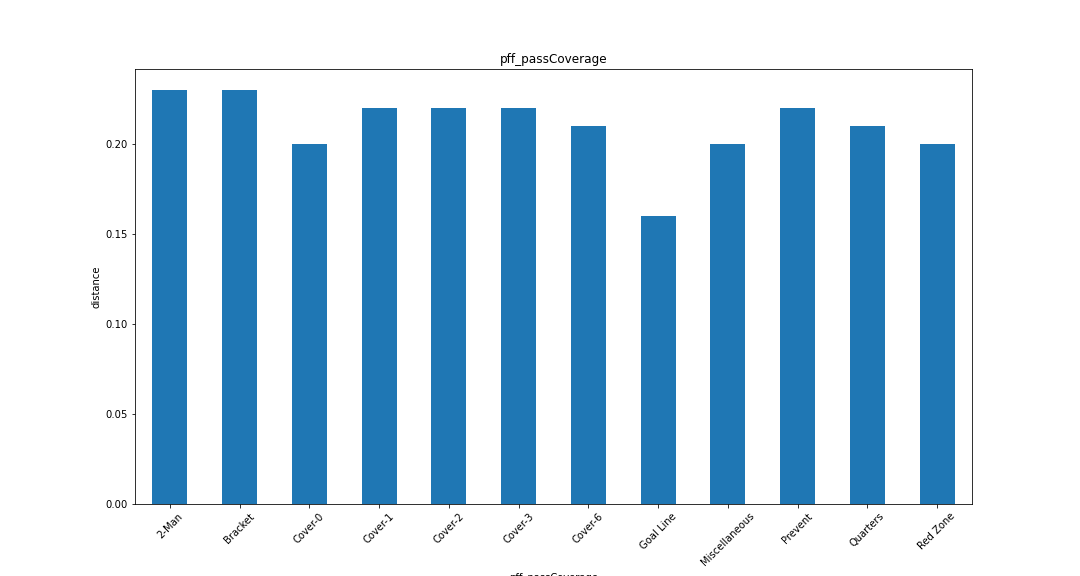 pff_passCoverage
0.20
0.15
0.10
0.05
0.00
distance
2-Man
Bracket
Cover-0
Cover-1
Cover-2
Cover-3
Cover-6
Goal Line
Miscellaneous
Prevent
Quarters
Red Zone
pff_passCoverage